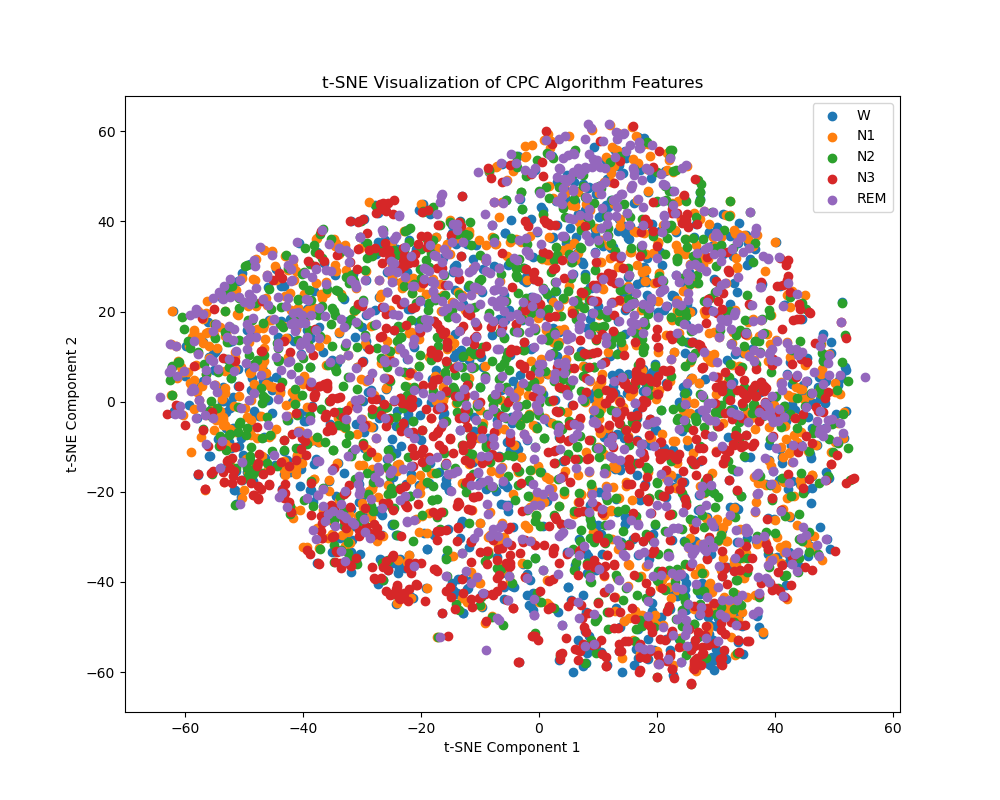 t-SNE Visualization of CPC Algorithm Features
W
N1
N2
N3
REM
60
40
20
0
−20
−40
−60
t-SNE Component 2
−60
−40
−20
0
20
40
60
t-SNE Component 1